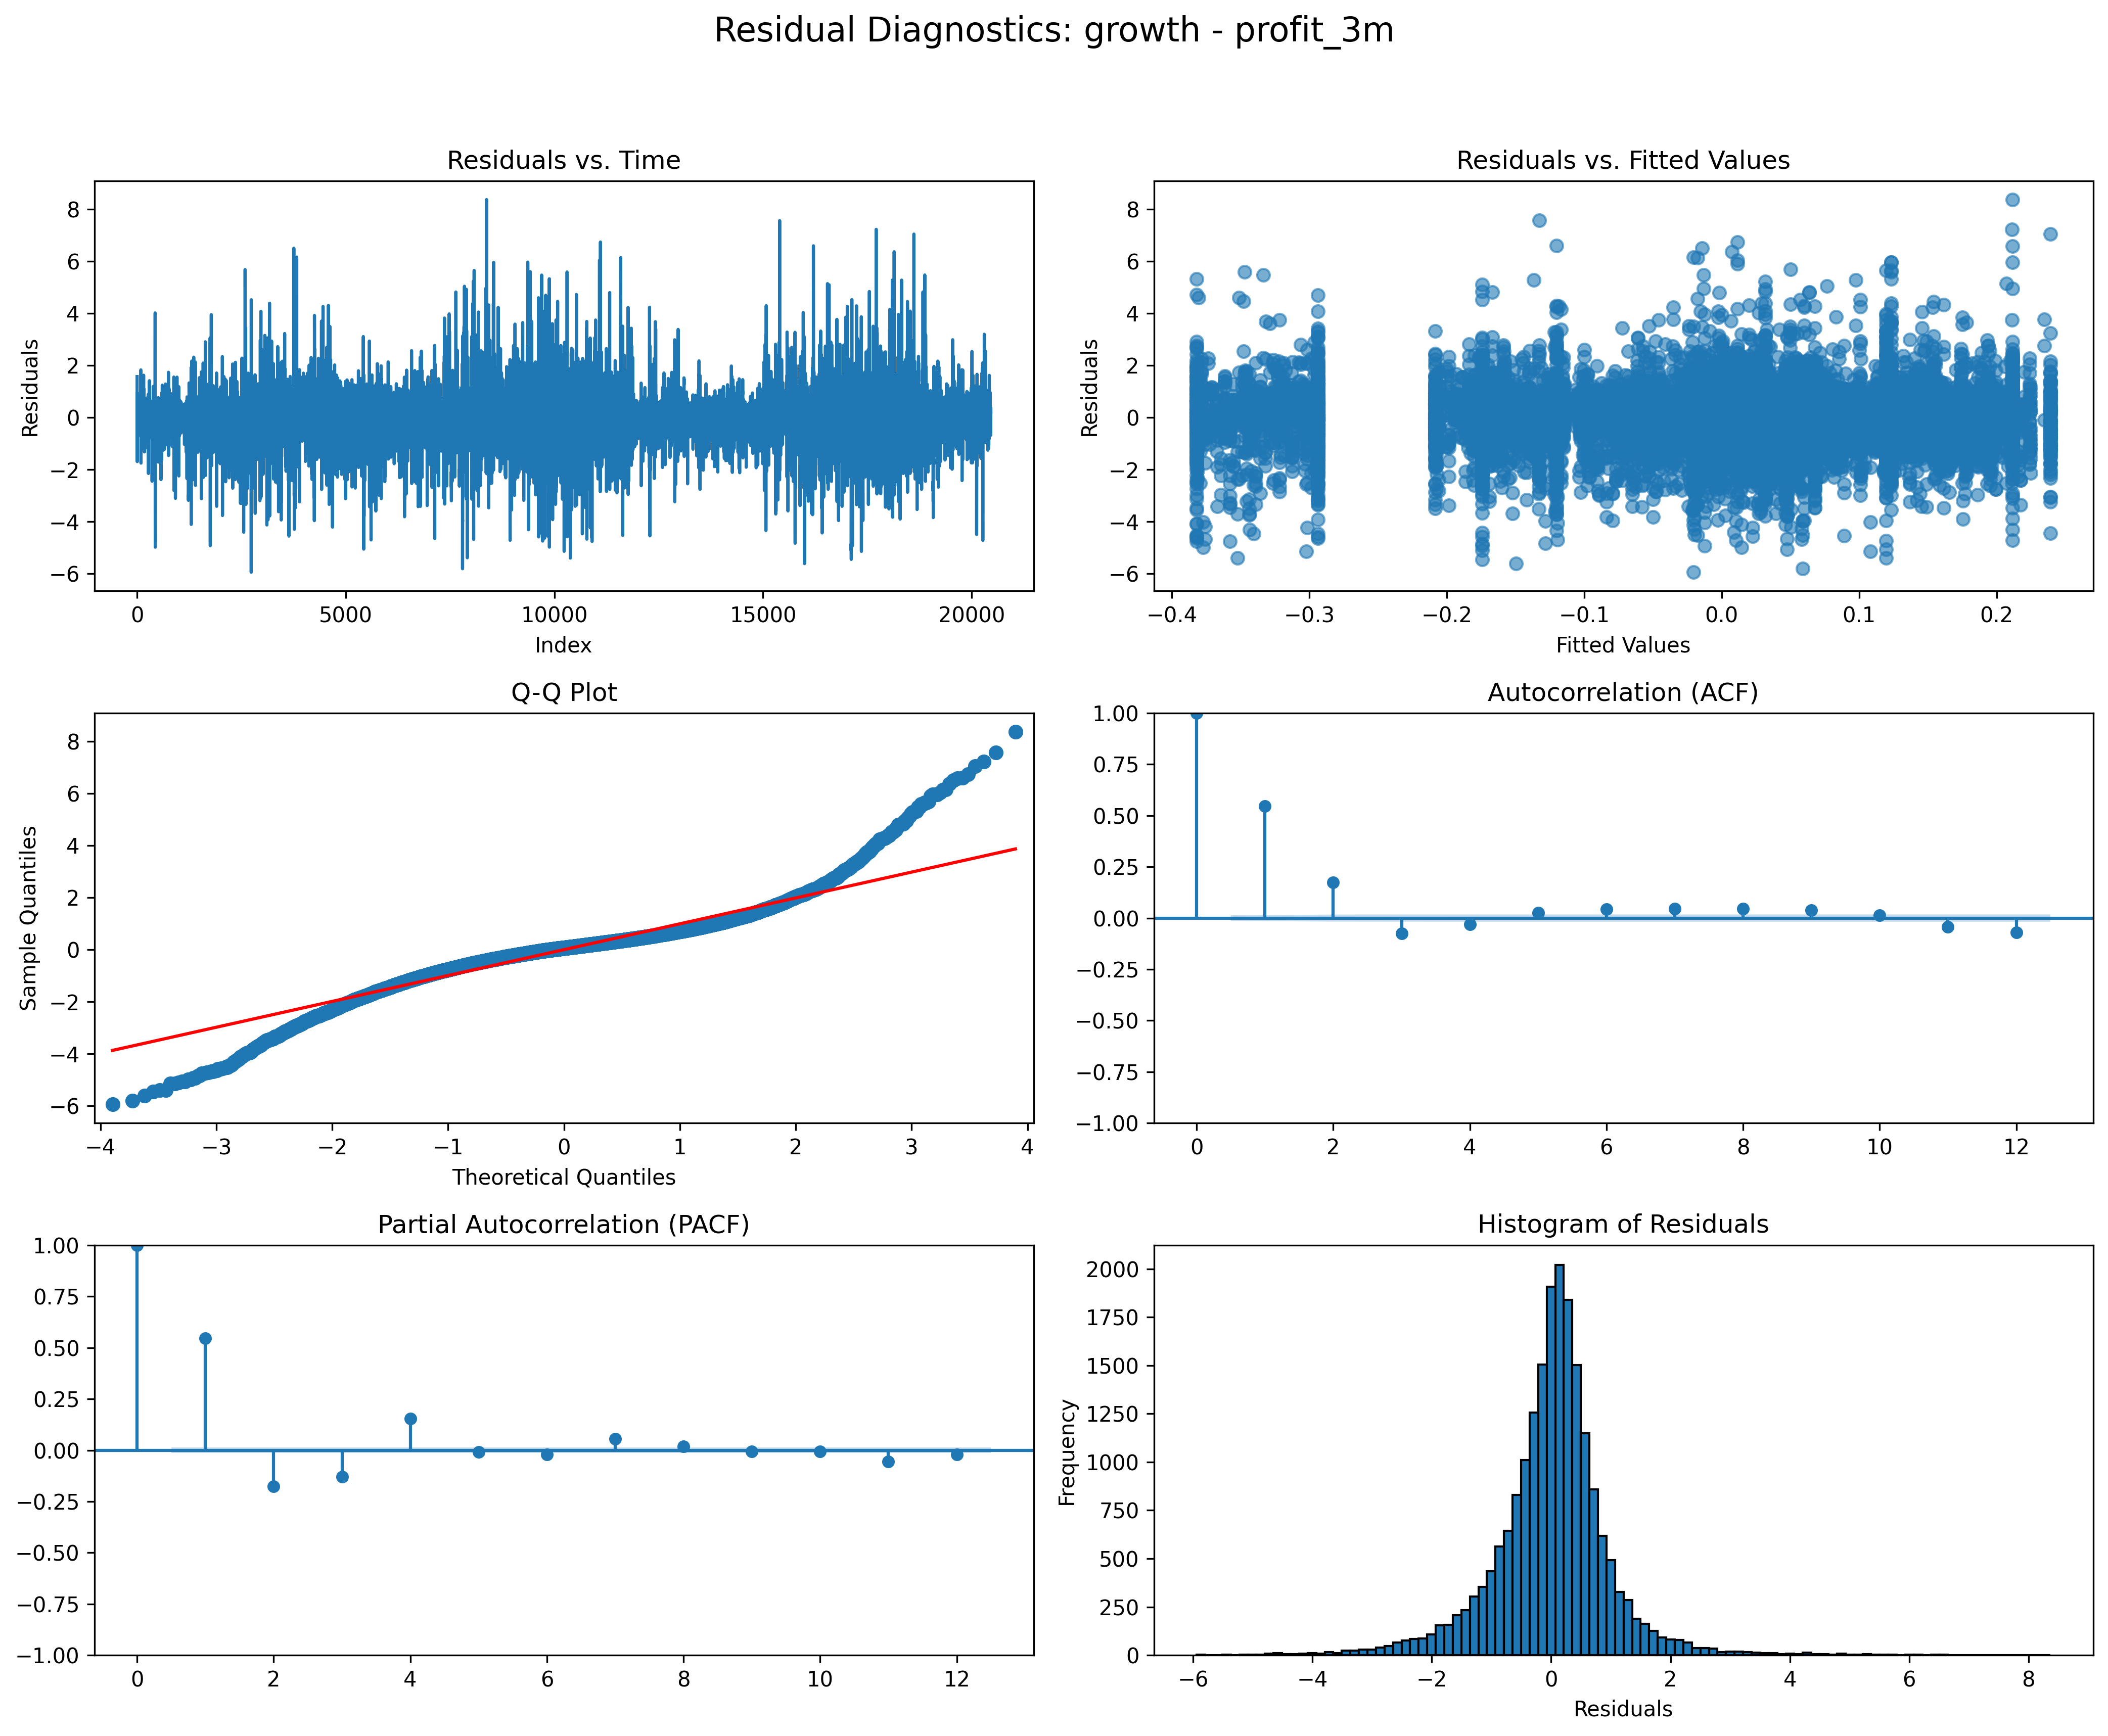 Residual Diagnostics: growth - profit_3m
Residuals vs. Time
8
6
4
2
0
−2
−4
−6
Residuals
0 5000 10000 15000 20000
Index
Residuals vs. Fitted Values
8
6
4
2
0
−2
−4
−6
Residuals
−0.4 −0.3 −0.2 −0.1 0.0 0.1 0.2
Fitted Values
Q-Q Plot
8
6
4
2
0
−2
−4
−6
Sample Quantiles
−4 −3 −2 −1 0 1 2 3 4
Theoretical Quantiles
Autocorrelation (ACF)
1.00
0.75
0.50
0.25
0.00
−0.25
−0.50
−0.75
−1.00
0 2 4 6 8 10 12
Partial Autocorrelation (PACF)
1.00
0.75
0.50
0.25
0.00
−0.25
−0.50
−0.75
−1.00
0 2 4 6 8 10 12
Histogram of Residuals
2000
1750
1500
1250
1000
750
500
250
0
Frequency
−6 −4 −2 0 2 4 6 8
Residuals